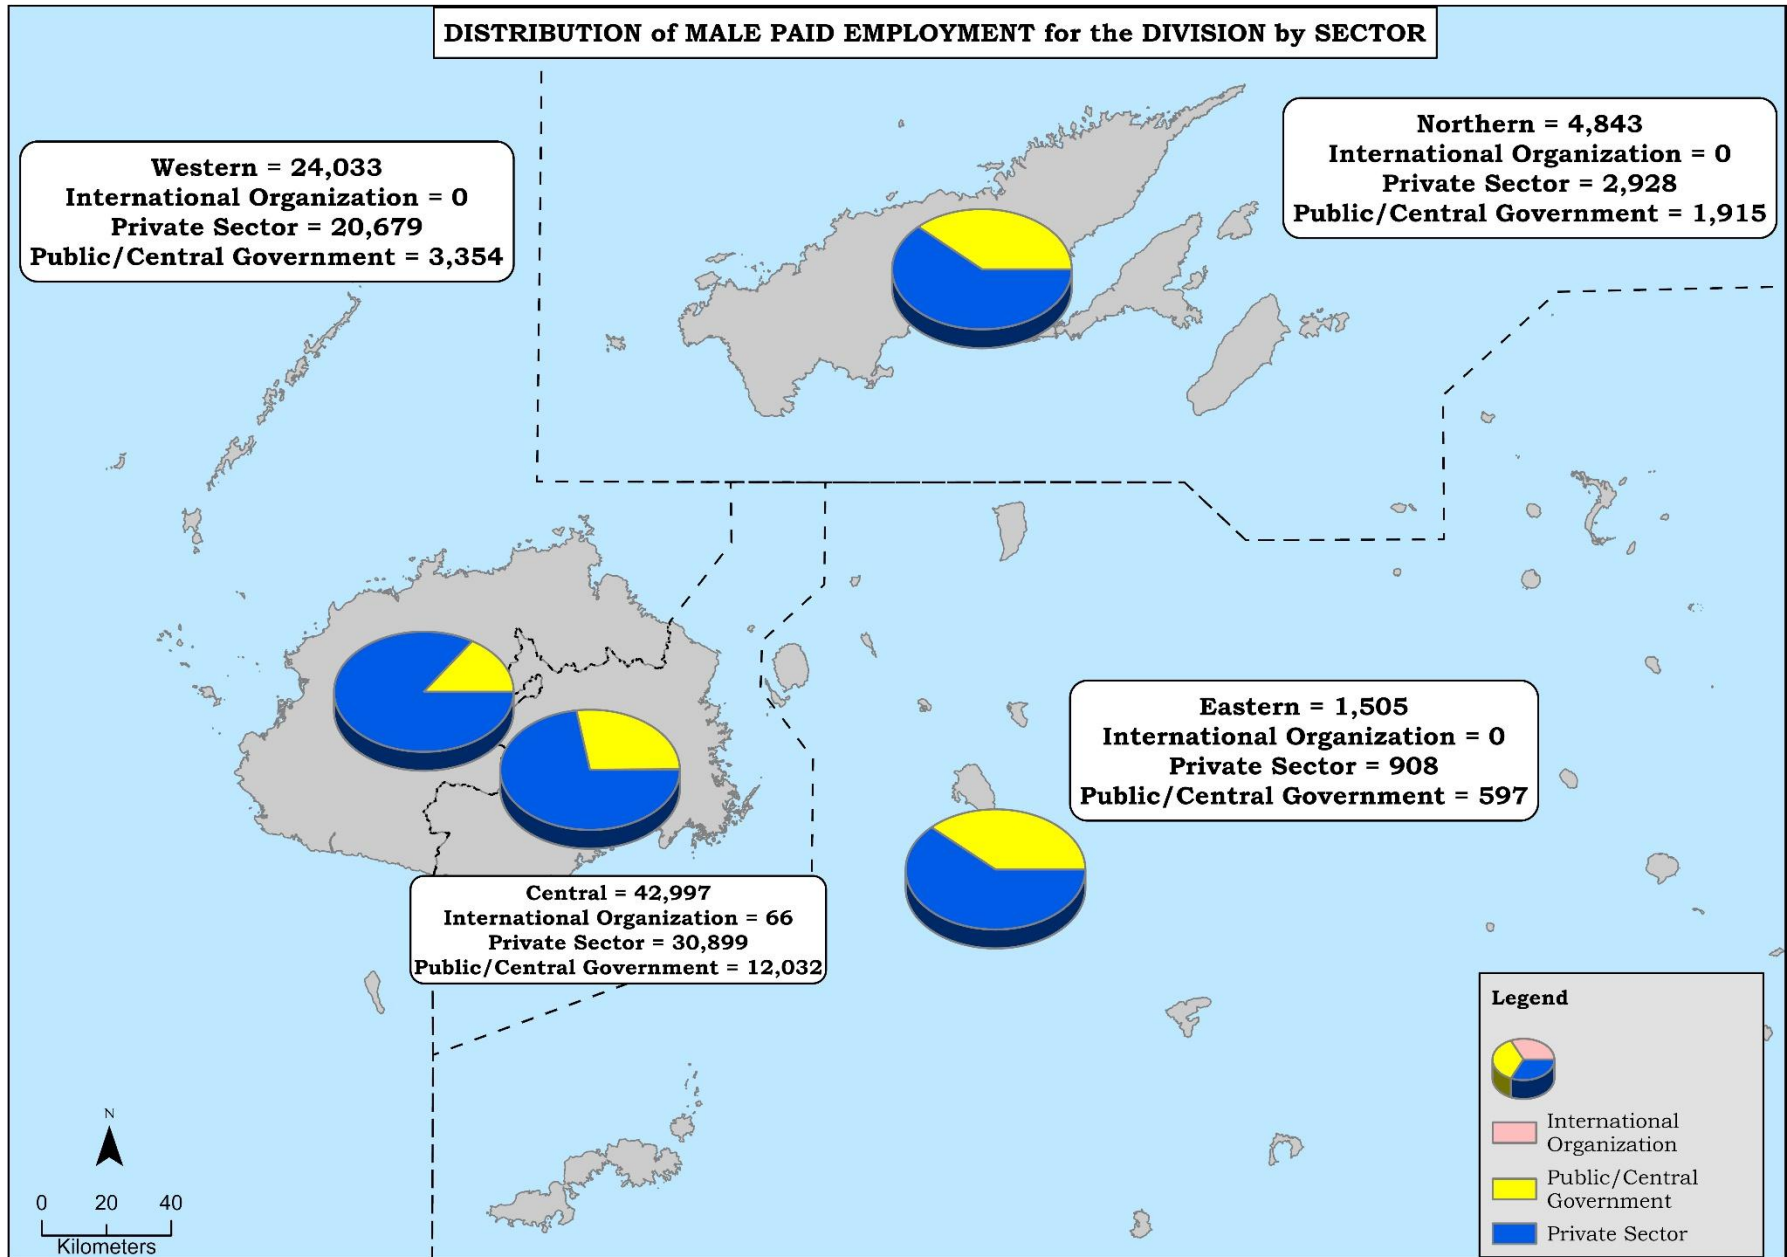 DISTRIBUTION of MALE PAID EMPLOYMENT for the DIVISION by SECTOR
Western = 24,033
International Organization = 0
Private Sector = 20,679
Public/Central Government = 3,354
Northern = 4,843
International Organization = 0
Private Sector = 2,928
Public/Central Government = 1,915
Eastern = 1,505
International Organization = 0
Private Sector = 908
Public/Central Government = 597
Central = 42,997
International Organization = 66
Private Sector = 30,899
Public/Central Government = 12,032
Legend
International
Organization
Public/Central
Government
Private Sector
N
0 20 40
Kilometers